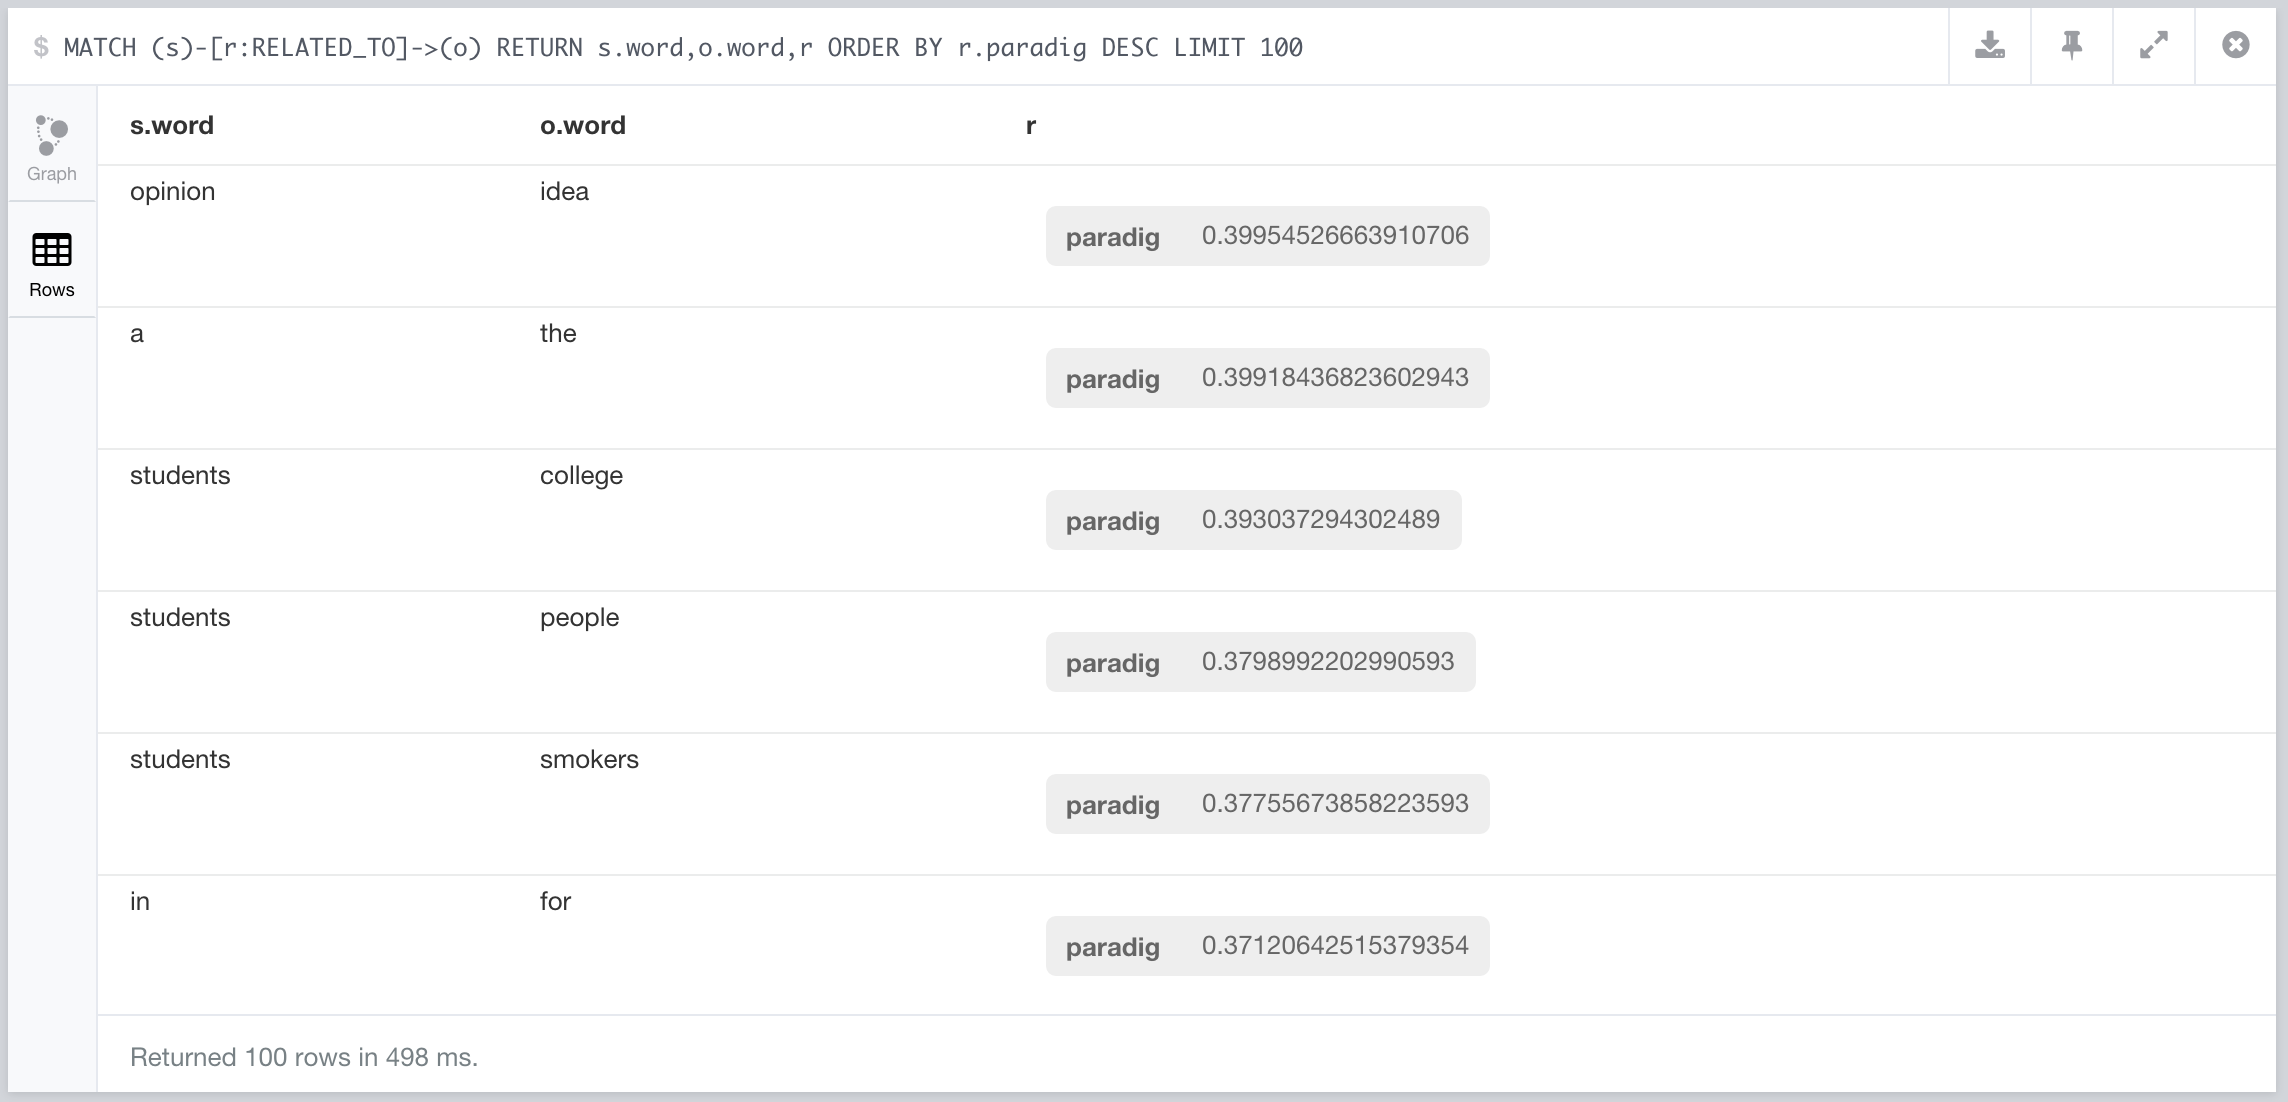 $ MATCH (s)-[r:RELATED_TO]->(o) RETURN s.word,o.word,r ORDER BY r.paradig DESC LIMIT 100
Graph
Rows
s.word o.word r
opinion idea
paradig 0.39954526663910706
a the
paradig 0.39918436823602943
students college
paradig 0.393037294302489
students people
paradig 0.3798992202990593
students smokers
paradig 0.37755673858223593
in for
paradig 0.37120642515379354
Returned 100 rows in 498 ms.